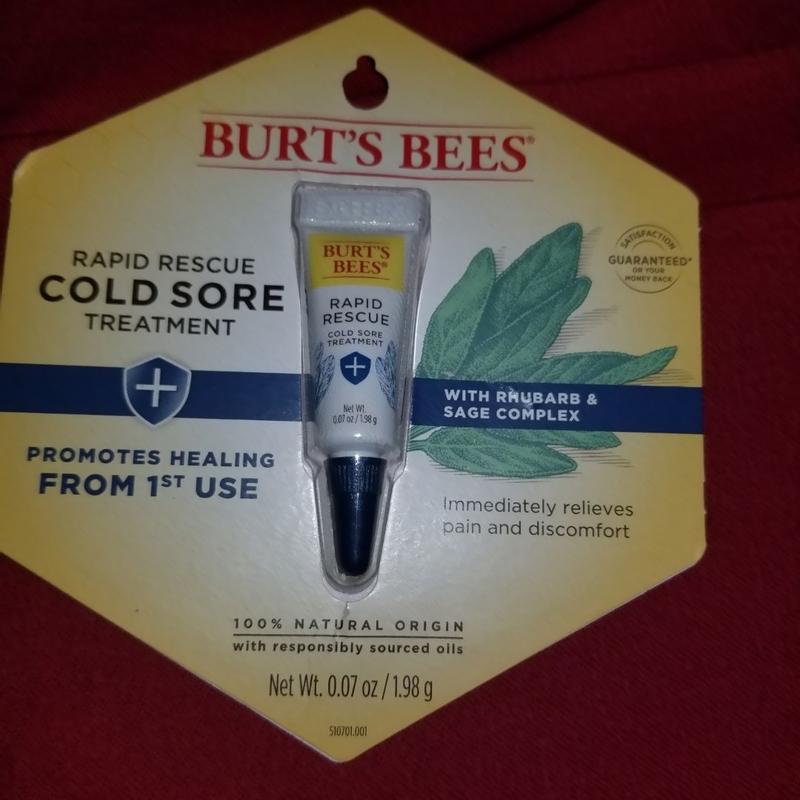 BURT'S BEES®
RAPID RESCUE
COLD SORE
TREATMENT
PROMOTES HEALING
FROM 1ST USE
BURT'S
BEES®
RAPID
RESCUE
COLD SORE
TREATMENT
Net Wt.
0.07 oz / 1.98 g
SATISFACTION
GUARANTEED*
OR YOUR
MONEY BACK
WITH RHUBARB &
SAGE COMPLEX
Immediately relieves
pain and discomfort
100% NATURAL ORIGIN
with responsibly sourced oils
Net Wt. 0.07 oz / 1.98 g
510701.001